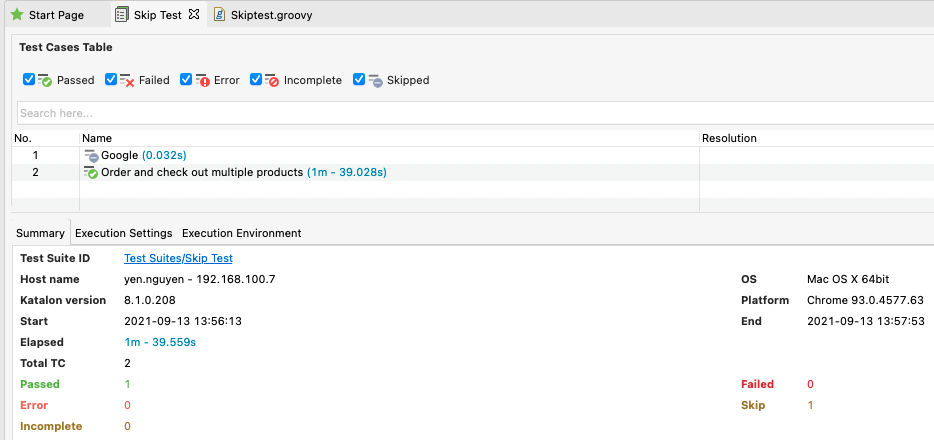 Start Page Skip Test Skiptest.groovy
Test Cases Table
Passed Failed Error Incomplete Skipped
Search here...
No. Name Resolution
1 Google (0.032s)
2 Order and check out multiple products (1m - 39.028s)
Summary Execution Settings Execution Environment
Test Suite ID Test Suites/Skip Test
Host name yen.nguyen - 192.168.100.7 OS Mac OS X 64bit
Katalon version 8.1.0.208 Platform Chrome 93.0.4577.63
Start 2021-09-13 13:56:13 End 2021-09-13 13:57:53
Elapsed 1m - 39.559s
Total TC 2
Passed 1 Failed 0
Error 0 Skip 1
Incomplete 0